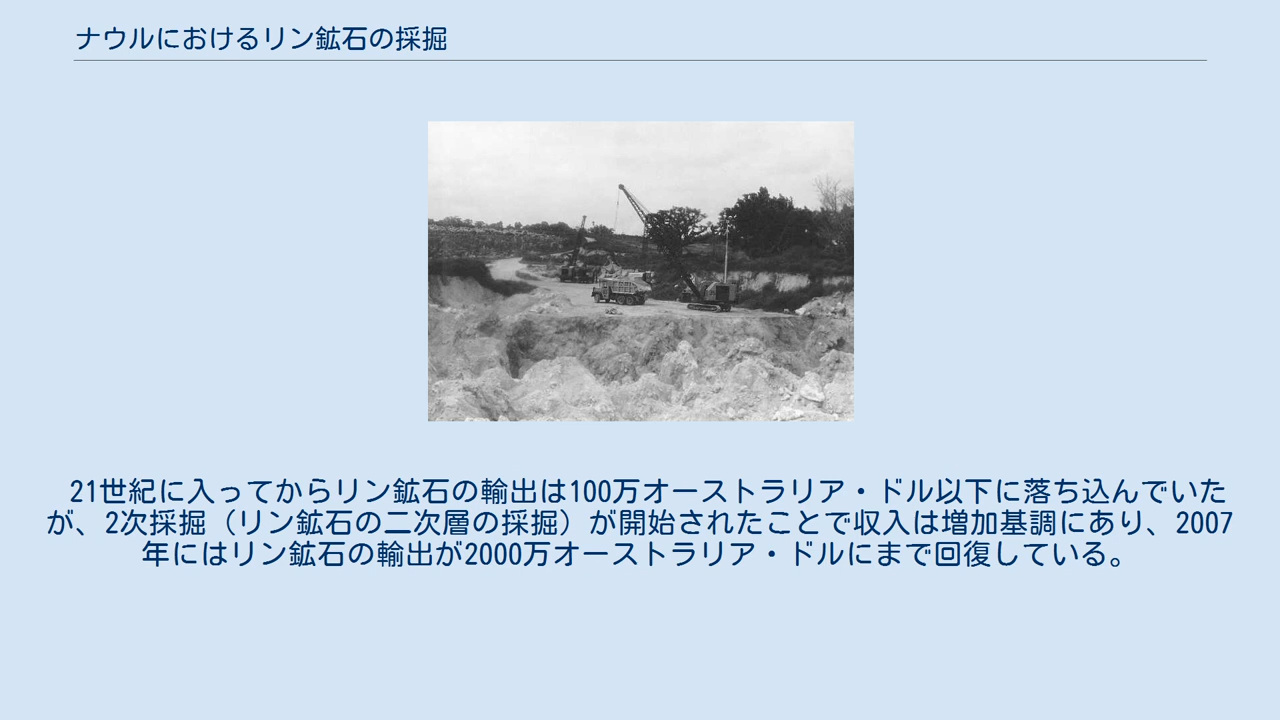 ナウルにおけるリン鉱石の採掘
21世紀に入ってからリン鉱石の輸出は100万オーストラリア・ドル以下に落ち込んでいた
が、2次採掘（リン鉱石の二次層の採掘）が開始されたことで収入は増加基調にあり、2007
年にはリン鉱石の輸出が2000万オーストラリア・ドルにまで回復している。